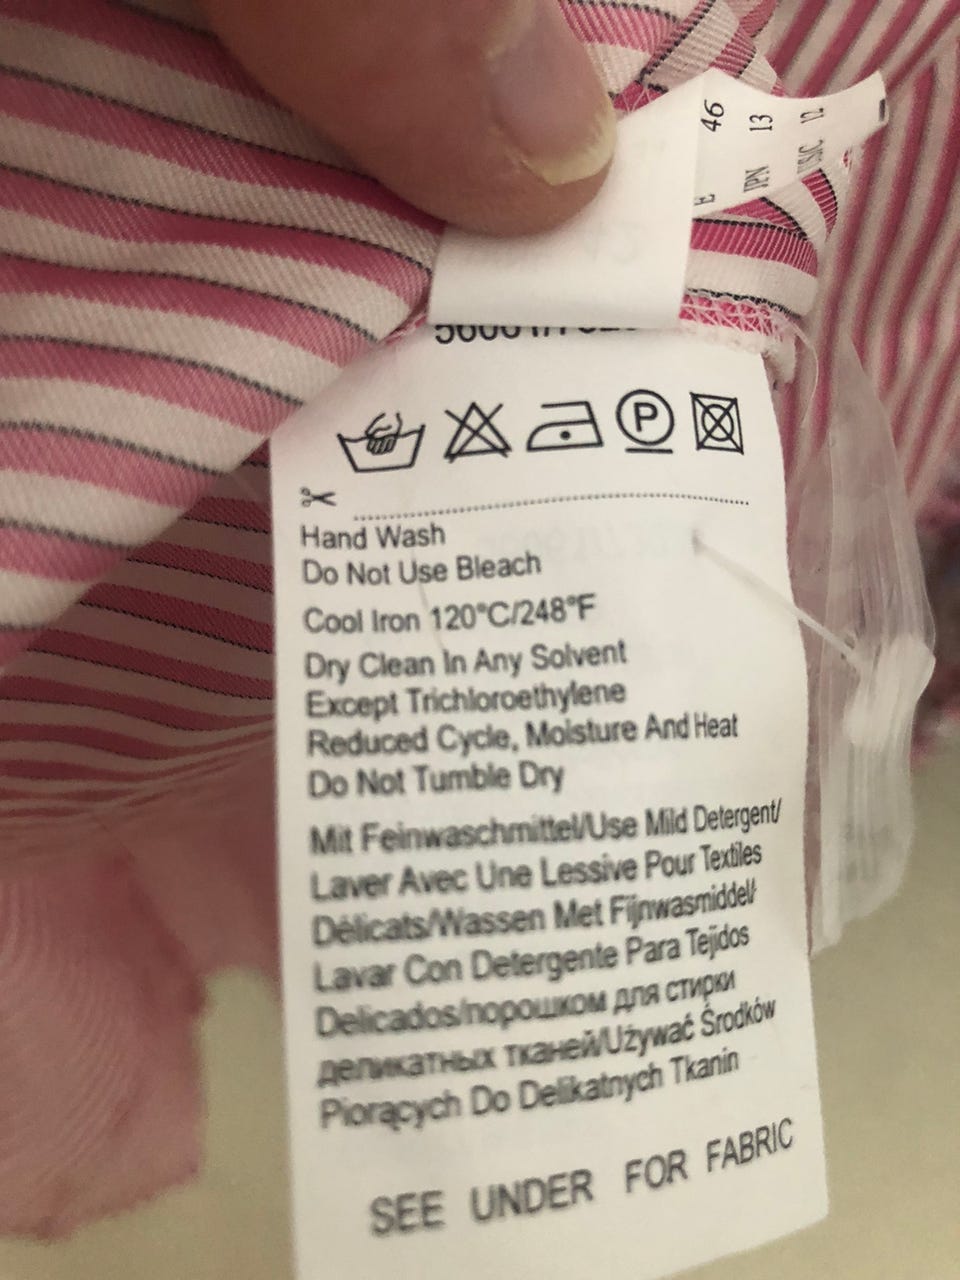 E 46
JPN 13
US/C 12
P
Hand Wash
Do Not Use Bleach
Cool Iron 120°C/248°F
Dry Clean In Any Solvent
Except Trichloroethylene
Reduced Cycle, Moisture And Heat
Do Not Tumble Dry
Mit Feinwaschmittel/Use Mild Detergent/
Laver Avec Une Lessive Pour Textiles
Délicats/Wassen Met Fijnwasmiddel/
Lavar Con Detergente Para Tejidos
Delicados/порошком для стирки
деликатных тканей/Używać Środków
Piorących Do Delikatnych Tkanin
SEE UNDER FOR FABRIC